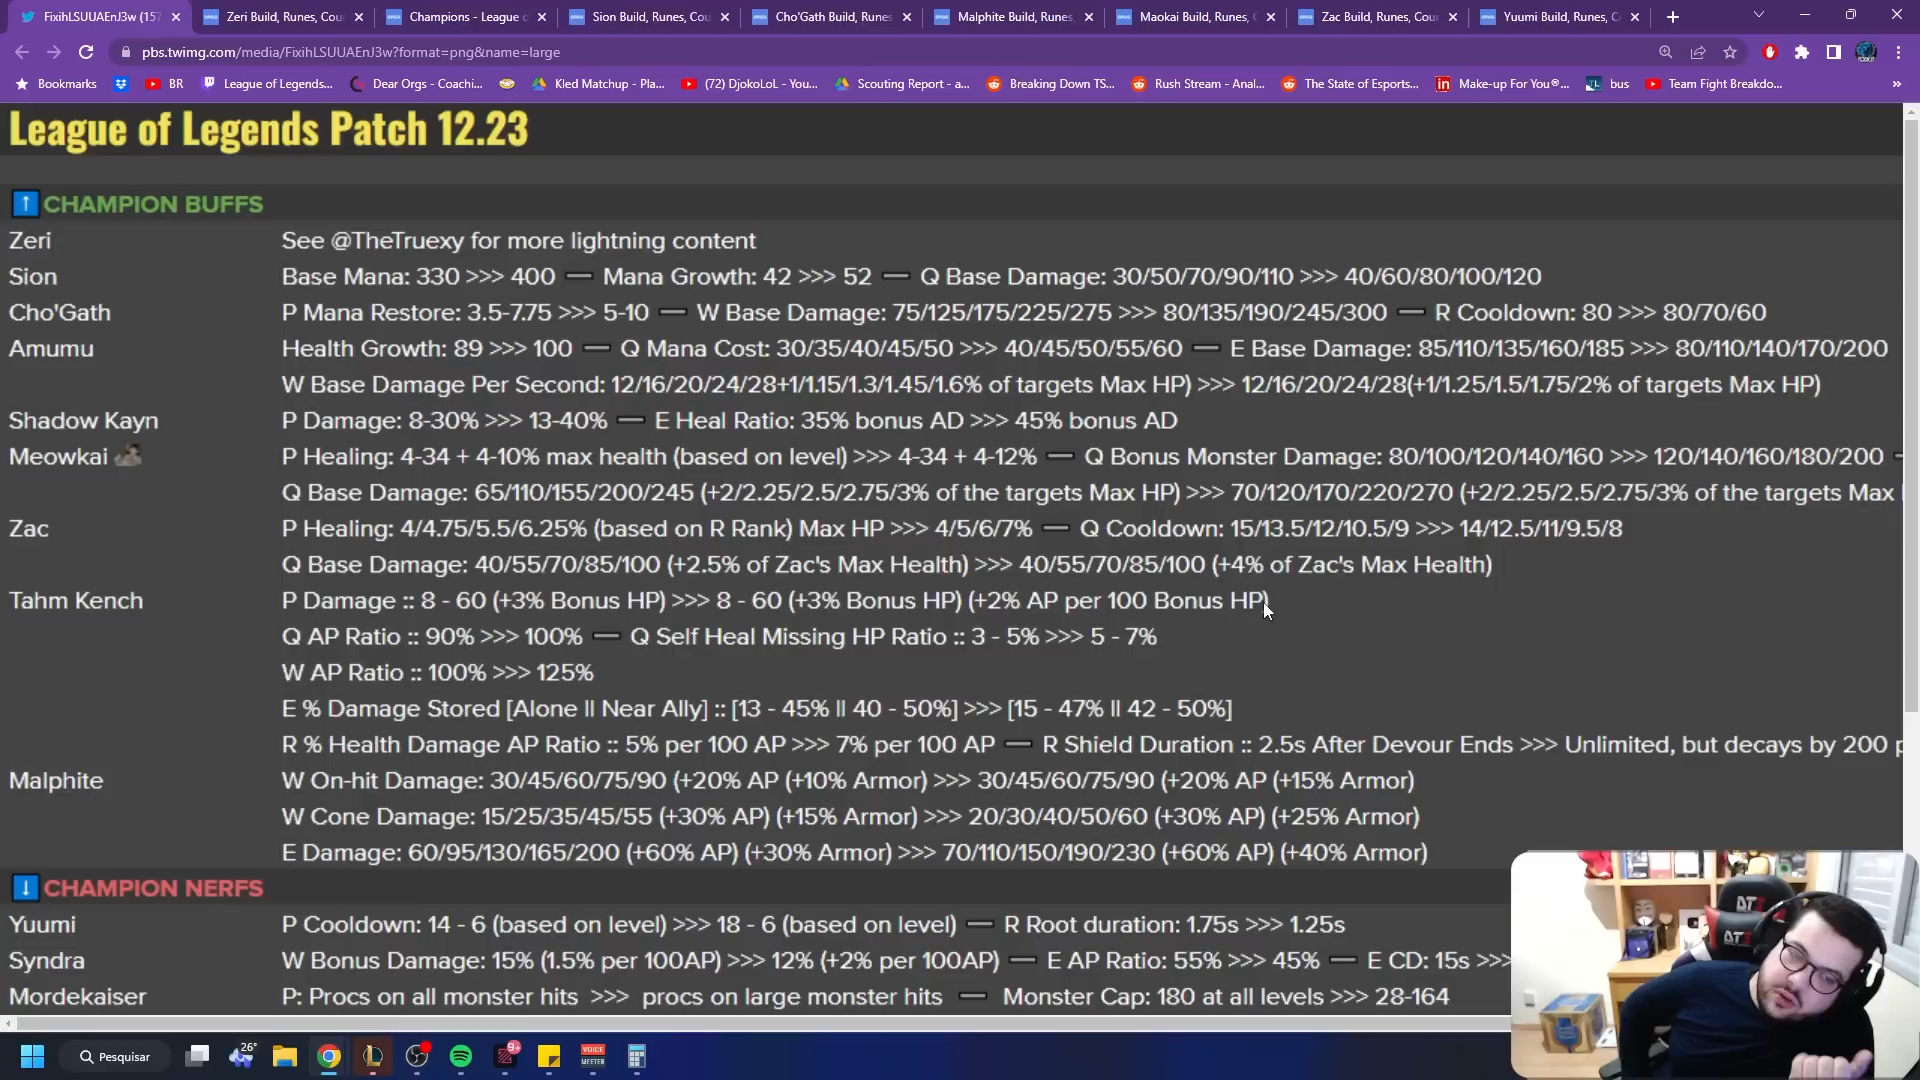 FixihLSUUAEnJ3w (157
Zeri Build, Runes, Cou
Champions - League o
Sion Build, Runes, Cou
Cho'Gath Build, Runes
Malphite Build, Runes,
Maokai Build, Runes, C
Zac Build, Runes, Coun
Yuumi Build, Runes, C
pbs.twimg.com/media/FixihLSUUAEnJ3w?format=png&name=large
Bookmarks
BR
League of Legends...
Dear Orgs - Coachi...
Kled Matchup - Pla...
(72) DjokoLoL - You...
Scouting Report - a...
Breaking Down TS...
Rush Stream - Anal...
The State of Esports...
Make-up For You®...
bus
Team Fight Breakdo...
League of Legends Patch 12.23
CHAMPION BUFFS
Zeri See @TheTruexy for more lightning content
Sion Base Mana: 330 >>> 400 — Mana Growth: 42 >>> 52 — Q Base Damage: 30/50/70/90/110 >>> 40/60/80/100/120
Cho'Gath P Mana Restore: 3.5-7.75 >>> 5-10 — W Base Damage: 75/125/175/225/275 >>> 80/135/190/245/300 — R Cooldown: 80 >>> 80/70/60
Amumu Health Growth: 89 >>> 100 — Q Mana Cost: 30/35/40/45/50 >>> 40/45/50/55/60 — E Base Damage: 85/110/135/160/185 >>> 80/110/140/170/200
W Base Damage Per Second: 12/16/20/24/28+1/1.15/1.3/1.45/1.6% of targets Max HP) >>> 12/16/20/24/28(+1/1.25/1.5/1.75/2% of targets Max HP)
Shadow Kayn P Damage: 8-30% >>> 13-40% — E Heal Ratio: 35% bonus AD >>> 45% bonus AD
Meowkai P Healing: 4-34 + 4-10% max health (based on level) >>> 4-34 + 4-12% — Q Bonus Monster Damage: 80/100/120/140/160 >>> 120/140/160/180/200 —
Q Base Damage: 65/110/155/200/245 (+2/2.25/2.5/2.75/3% of the targets Max HP) >>> 70/120/170/220/270 (+2/2.25/2.5/2.75/3% of the targets Max
Zac P Healing: 4/4.75/5.5/6.25% (based on R Rank) Max HP >>> 4/5/6/7% — Q Cooldown: 15/13.5/12/10.5/9 >>> 14/12.5/11/9.5/8
Q Base Damage: 40/55/70/85/100 (+2.5% of Zac's Max Health) >>> 40/55/70/85/100 (+4% of Zac's Max Health)
Tahm Kench P Damage :: 8 - 60 (+3% Bonus HP) >>> 8 - 60 (+3% Bonus HP) (+2% AP per 100 Bonus HP)
Q AP Ratio :: 90% >>> 100% — Q Self Heal Missing HP Ratio :: 3 - 5% >>> 5 - 7%
W AP Ratio :: 100% >>> 125%
E % Damage Stored [Alone || Near Ally] :: [13 - 45% || 40 - 50%] >>> [15 - 47% || 42 - 50%]
R % Health Damage AP Ratio :: 5% per 100 AP >>> 7% per 100 AP — R Shield Duration :: 2.5s After Devour Ends >>> Unlimited, but decays by 200 p
Malphite W On-hit Damage: 30/45/60/75/90 (+20% AP (+10% Armor) >>> 30/45/60/75/90 (+20% AP (+15% Armor)
W Cone Damage: 15/25/35/45/55 (+30% AP) (+15% Armor) >>> 20/30/40/50/60 (+30% AP) (+25% Armor)
E Damage: 60/95/130/165/200 (+60% AP) (+30% Armor) >>> 70/110/150/190/230 (+60% AP) (+40% Armor)
CHAMPION NERFS
Yuumi P Cooldown: 14 - 6 (based on level) >>> 18 - 6 (based on level) — R Root duration: 1.75s >>> 1.25s
Syndra W Bonus Damage: 15% (1.5% per 100AP) >>> 12% (+2% per 100AP) — E AP Ratio: 55% >>> 45% — E CD: 15s >>>
Mordekaiser P: Procs on all monster hits >>> procs on large monster hits — Monster Cap: 180 at all levels >>> 28-164
Pesquisar
26°
9+
VOICE
MEETER